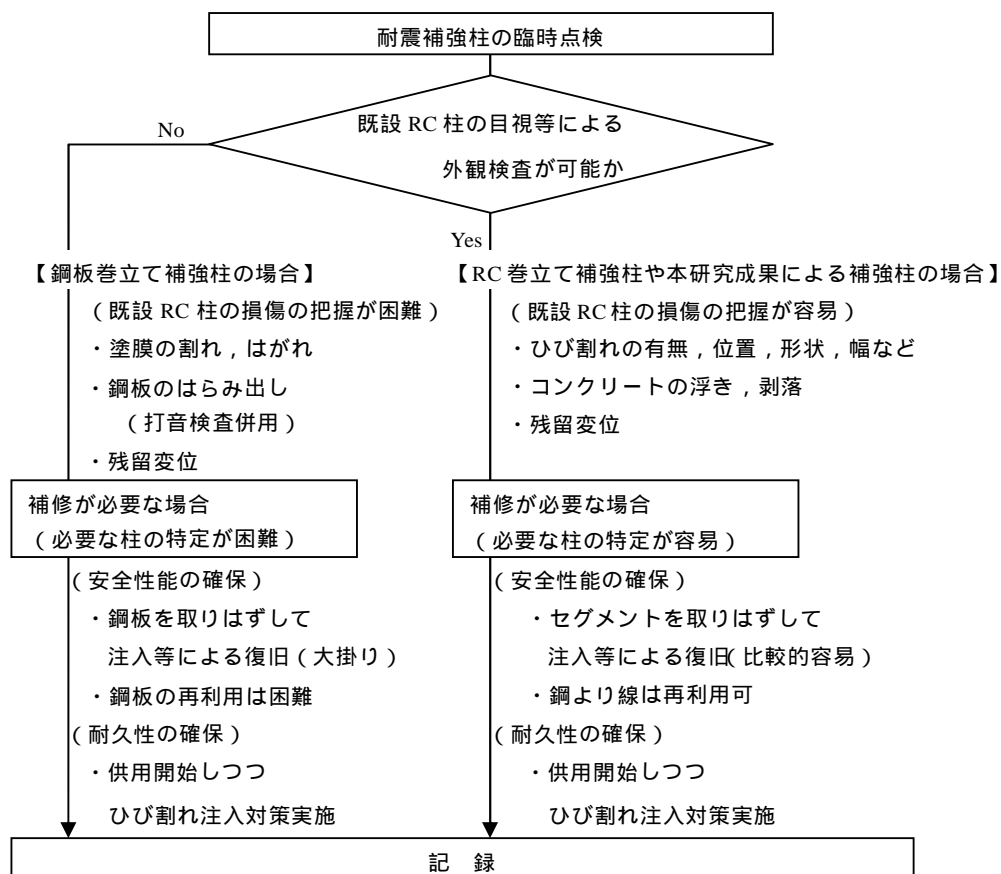 耐震補強柱の臨時点検
既設 RC 柱の目視等による
外観検査が可能か
No
Yes
【鋼板巻立て補強柱の場合】
（既設 RC 柱の損傷の把握が困難）
・塗膜の割れ，はがれ
・鋼板のはらみ出し
（打音検査併用）
・残留変位
補修が必要な場合
（必要な柱の特定が困難）
（安全性能の確保）
・鋼板を取りはずして
注入等による復旧（大掛り）
・鋼板の再利用は困難
（耐久性の確保）
・供用開始しつつ
ひび割れ注入対策実施
【RC 巻立て補強柱や本研究成果による補強柱の場合】
（既設 RC 柱の損傷の把握が容易）
・ひび割れの有無，位置，形状，幅など
・コンクリートの浮き，剥落
・残留変位
補修が必要な場合
（必要な柱の特定が容易）
（安全性能の確保）
・セグメントを取りはずして
注入等による復旧（比較的容易）
・鋼より線は再利用可
（耐久性の確保）
・供用開始しつつ
ひび割れ注入対策実施
記　録